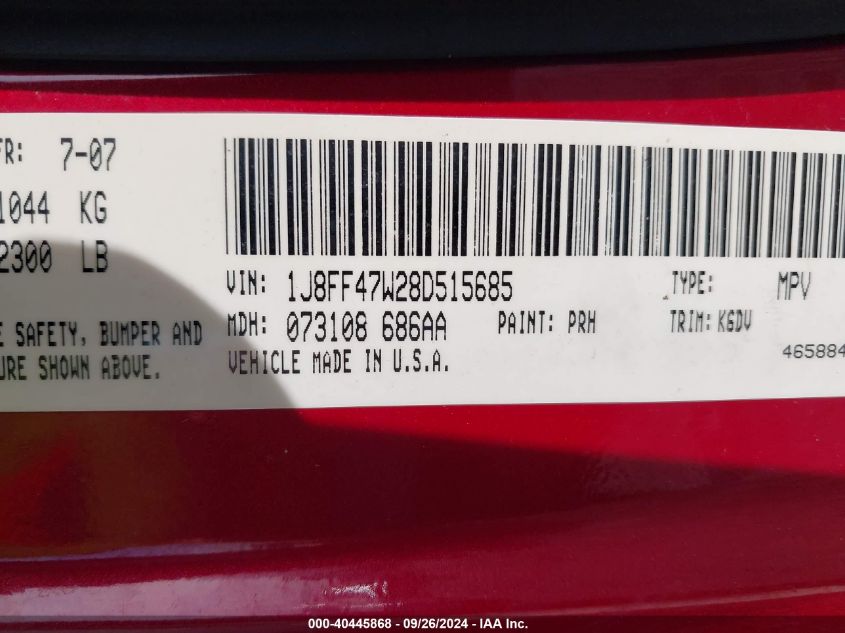 FR: 7-07
1044 KG
2300 LB
VIN: 1J8FF47W28D515685 TYPE: MPV
MDH: 073108 686AA PAINT: PRH TRIM: KGDV
E SAFETY, BUMPER AND
URE SHOWN ABOVE.
VEHICLE MADE IN U.S.A.
465884
000-40445868 - 09/26/2024 - IAA Inc.